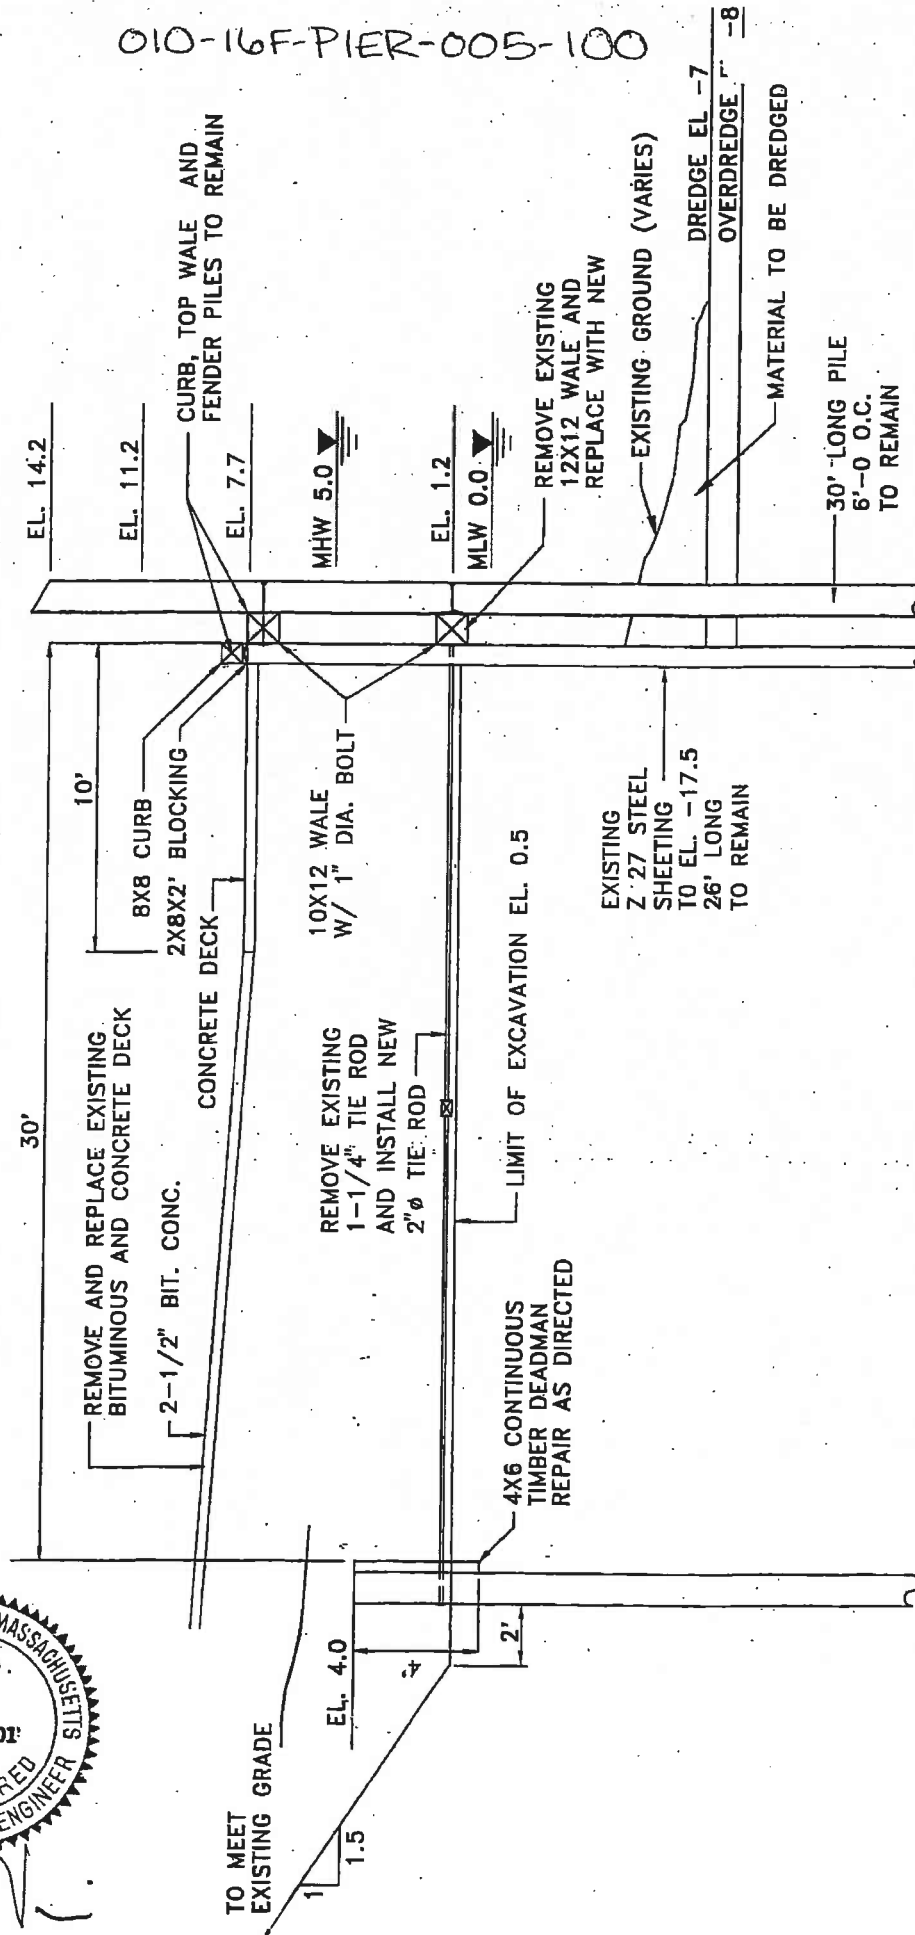 010-16F-PIER-005-100
EL. 14.2
EL. 11.2
EL. 7.7
MHW 5.0
EL. 1.2
MLW 0.0
CURB, TOP WALE AND
FENDER PILES TO REMAIN
REMOVE EXISTING
12X12 WALE AND
REPLACE WITH NEW
EXISTING GROUND (VARIES)
DREDGE EL -7
OVERDREDGE -8
MATERIAL TO BE DREDGED
30' LONG PILE
6'-0 O.C.
TO REMAIN
30'
10'
8X8 CURB
2X8X2' BLOCKING
CONCRETE DECK
REMOVE AND REPLACE EXISTING
BITUMINOUS AND CONCRETE DECK
2-1/2" BIT. CONC.
10X12 WALE
W/ 1" DIA. BOLT
REMOVE EXISTING
1-1/4" TIE ROD
AND INSTALL NEW
2"ø TIE ROD
LIMIT OF EXCAVATION EL. 0.5
EXISTING
Z 27 STEEL
SHEETING
TO EL. -17.5
26' LONG
TO REMAIN
4X6 CONTINUOUS
TIMBER DEADMAN
REPAIR AS DIRECTED
EL. 4.0
4'
2'
TO MEET
EXISTING GRADE
1
1.5
MASSACHUSETTS
ENGINEER